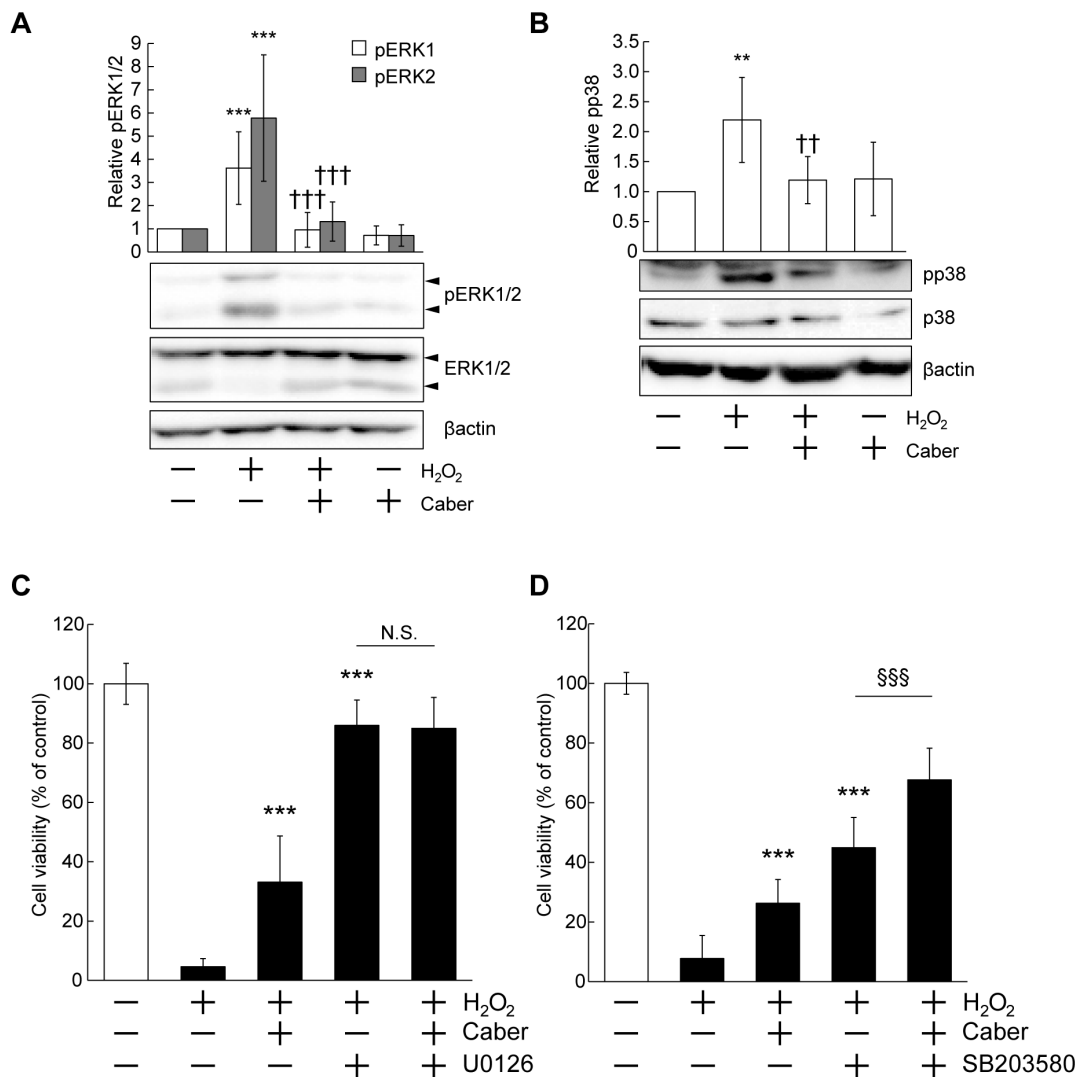 A
Relative pERK1/2
9
8
7
6
5
4
3
2
1
0
***
***
†††
†††
pERK1
pERK2
pERK1/2
ERK1/2
βactin
− + + − H₂O₂
− − + + Caber
B
Relative pp38
3.5
3.0
2.5
2.0
1.5
1.0
0.5
0
**
††
pp38
p38
βactin
− + + − H₂O₂
− − + + Caber
C
Cell viability (% of control)
120
100
80
60
40
20
0
***
***
N.S.
− + + + + H₂O₂
− − + − + Caber
− − − + + U0126
D
Cell viability (% of control)
120
100
80
60
40
20
0
***
***
§§§
− + + + + H₂O₂
− − + − + Caber
− − − + + SB203580